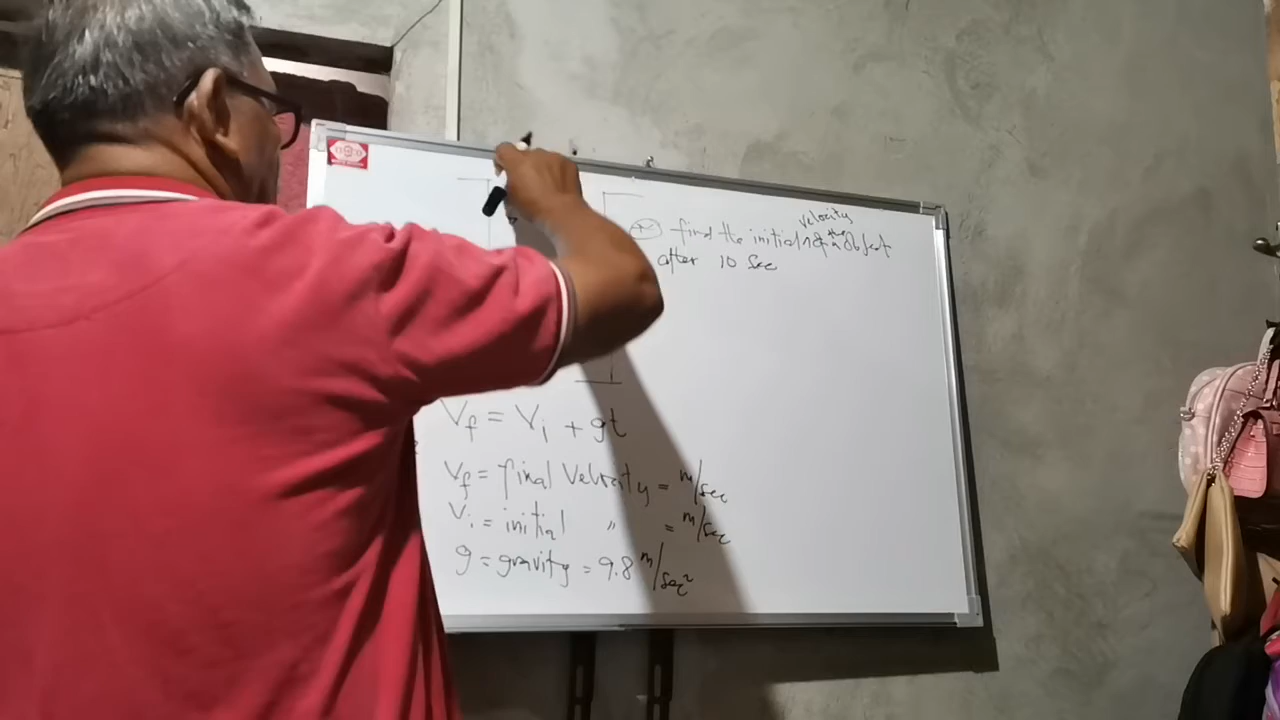 find the initial velocity of the object
after 10 sec
Vf = Vi + gt
Vf = final Velocity = m/sec
Vi = initial " = m/sec
g = gravity = 9.8 m/sec²